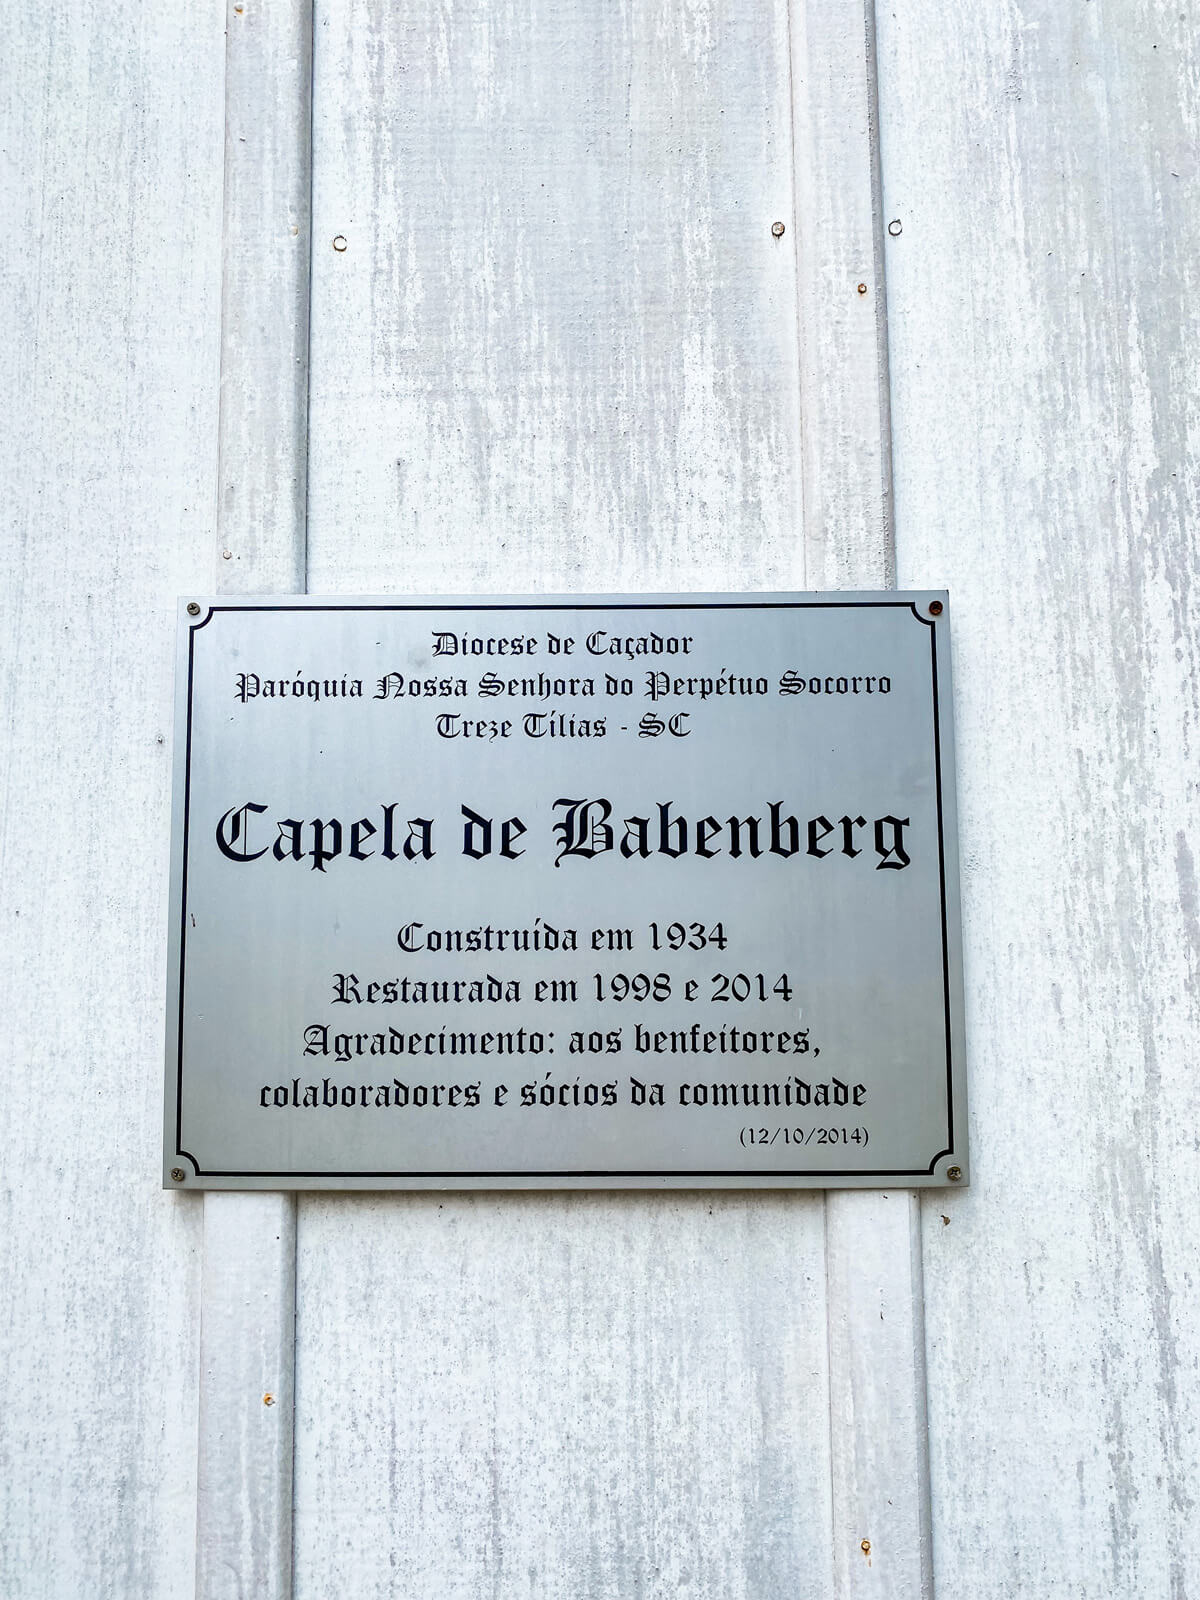 Diocese de Caçador
Paróquia Nossa Senhora do Perpétuo Socorro
Treze Tílias - SC
Capela de Babenberg
Construída em 1934
Restaurada em 1998 e 2014
Agradecimento: aos benfeitores,
colaboradores e sócios da comunidade
(12/10/2014)